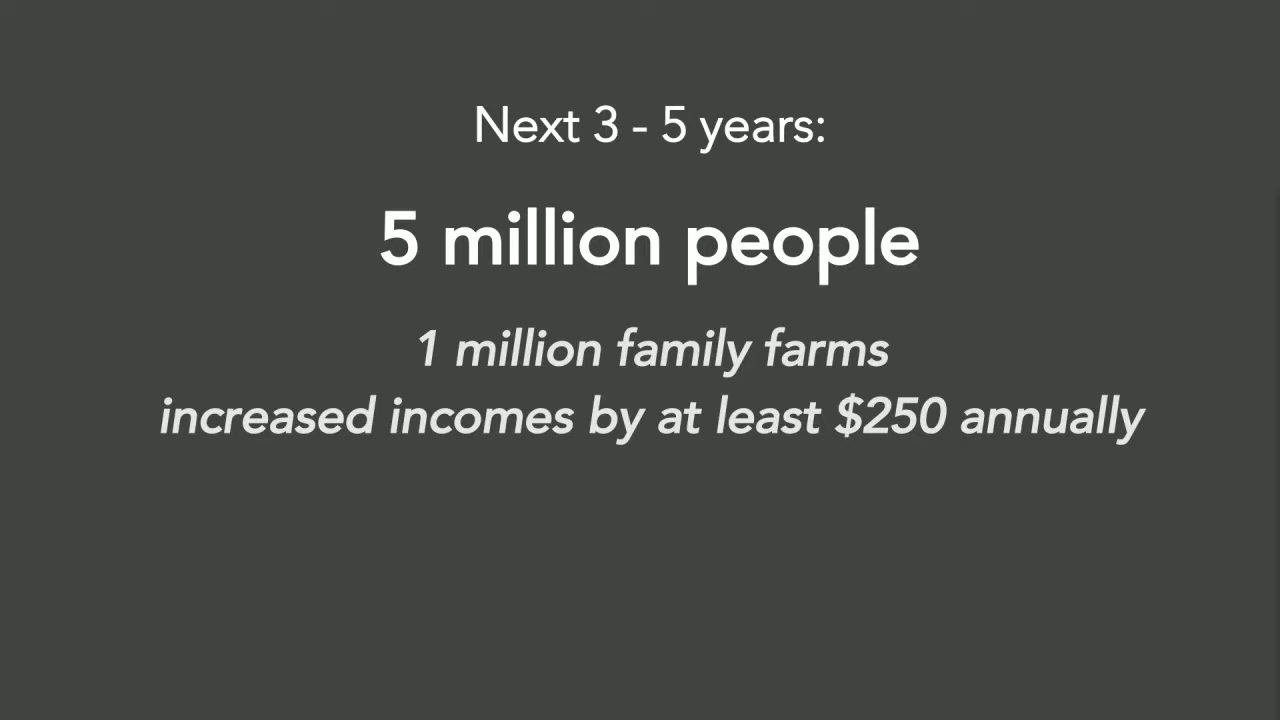 Next 3 - 5 years:
5 million people
1 million family farms
increased incomes by at least $250 annually